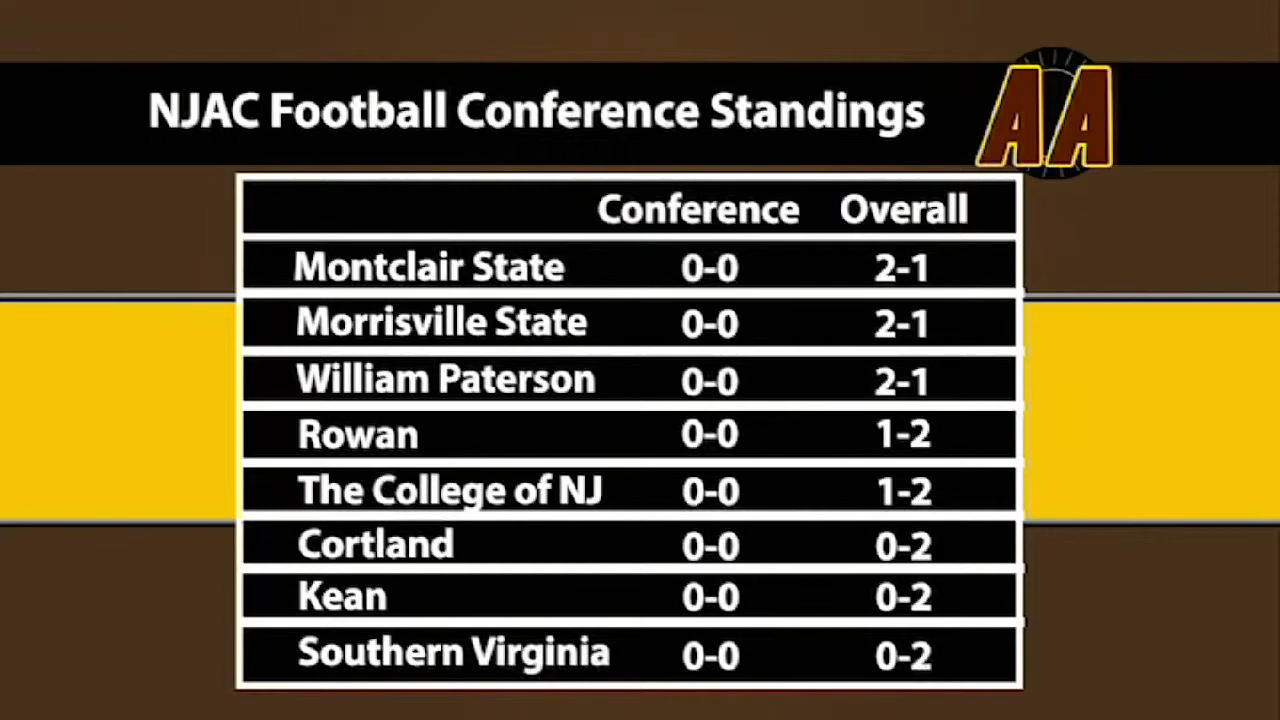 NJAC Football Conference Standings
AA
Conference Overall
Montclair State 0-0 2-1
Morrisville State 0-0 2-1
William Paterson 0-0 2-1
Rowan 0-0 1-2
The College of NJ 0-0 1-2
Cortland 0-0 0-2
Kean 0-0 0-2
Southern Virginia 0-0 0-2